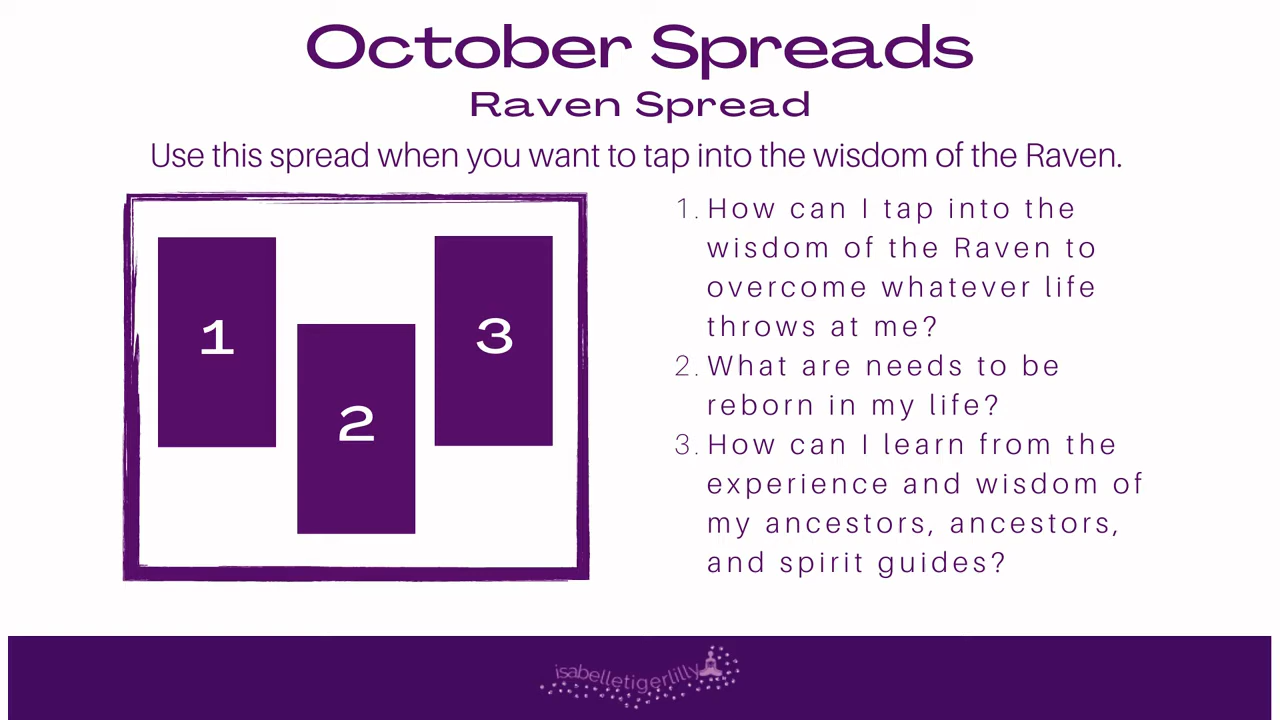 October Spreads
Raven Spread
Use this spread when you want to tap into the wisdom of the Raven.
1
2
3
1. How can I tap into the
wisdom of the Raven to
overcome whatever life
throws at me?
2. What are needs to be
reborn in my life?
3. How can I learn from the
experience and wisdom of
my ancestors, ancestors,
and spirit guides?
isabelletigerlilly